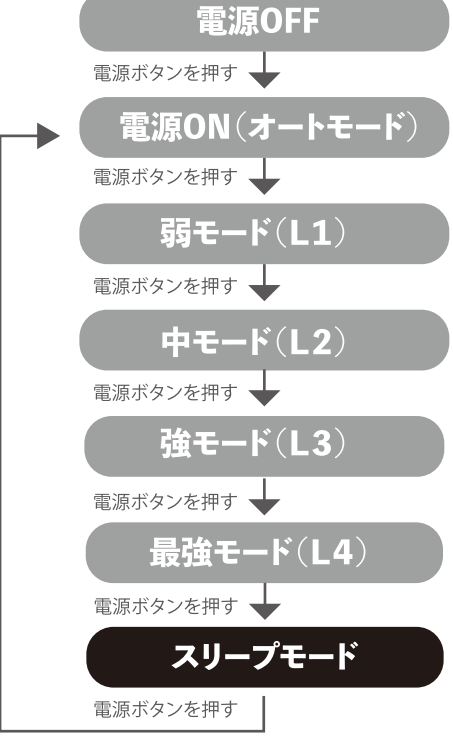 電源OFF
電源ボタンを押す
電源ON（オートモード）
電源ボタンを押す
弱モード（L1）
電源ボタンを押す
中モード（L2）
電源ボタンを押す
強モード（L3）
電源ボタンを押す
最強モード（L4）
電源ボタンを押す
スリープモード
電源ボタンを押す